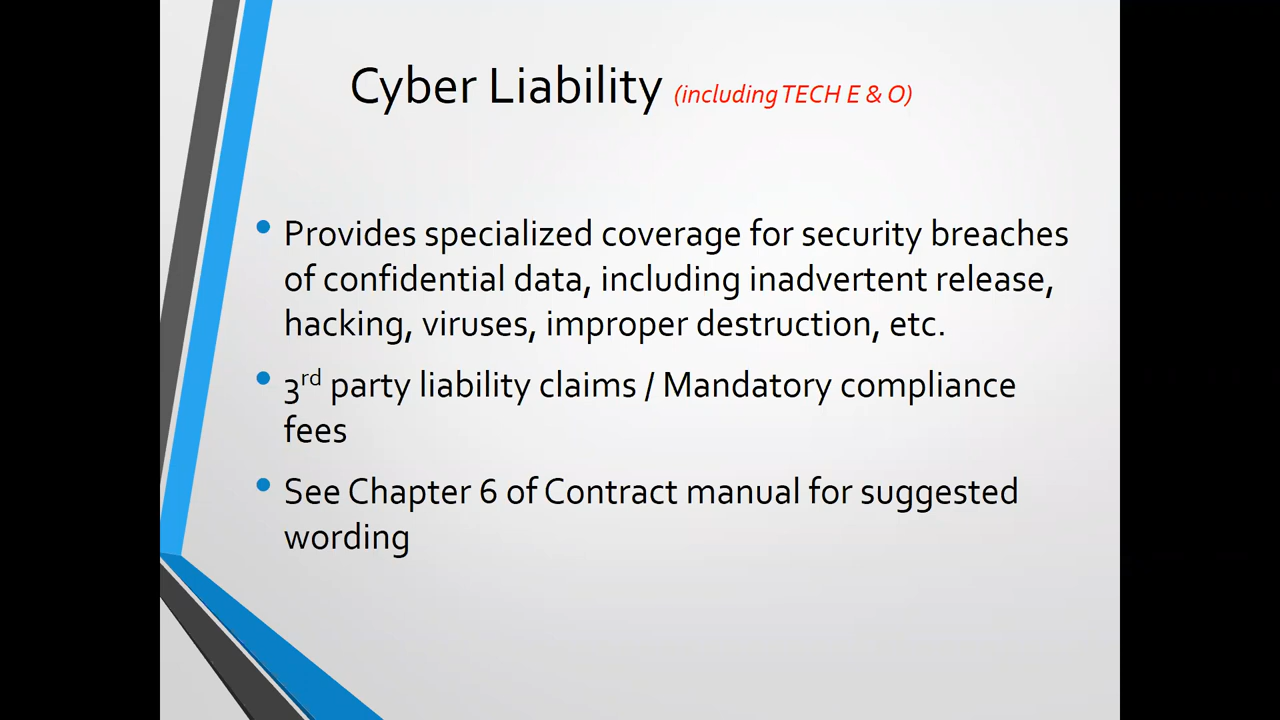 Cyber Liability (including TECH E & O)
• Provides specialized coverage for security breaches
of confidential data, including inadvertent release,
hacking, viruses, improper destruction, etc.
• 3rd party liability claims / Mandatory compliance
fees
• See Chapter 6 of Contract manual for suggested
wording